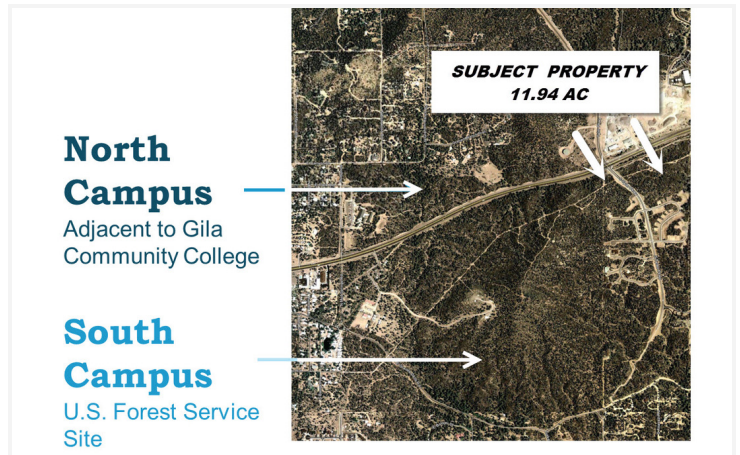 SUBJECT PROPERTY
11.94 AC
North
Campus
Adjacent to Gila
Community College
South
Campus
U.S. Forest Service
Site